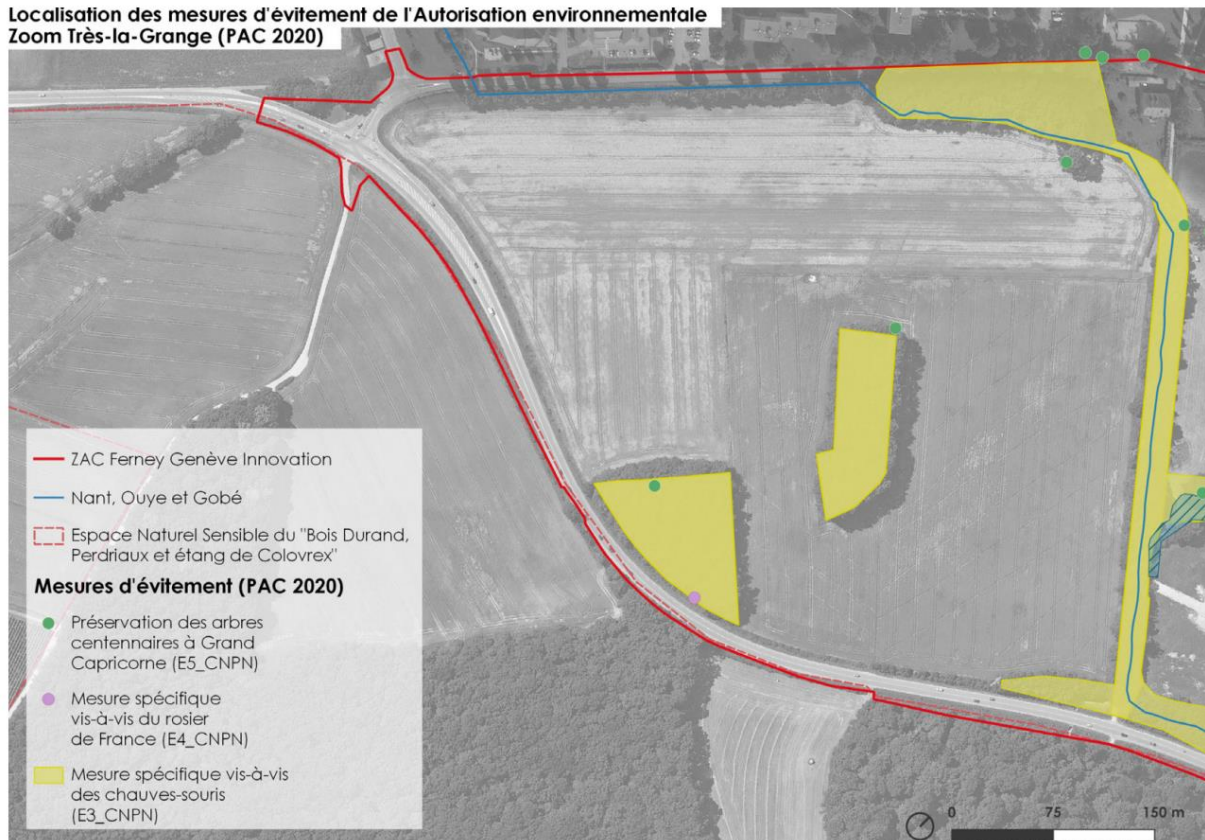 Localisation des mesures d'évitement de l'Autorisation environnementale
Zoom Très-la-Grange (PAC 2020)
ZAC Ferney Genève Innovation
Nant, Ouye et Gobé
Espace Naturel Sensible du "Bois Durand,
Perdriaux et étang de Colovrex"
Mesures d'évitement (PAC 2020)
Préservation des arbres
centennaires à Grand
Capricorne (E5_CNPN)
Mesure spécifique
vis-à-vis du rosier
de France (E4_CNPN)
Mesure spécifique vis-à-vis
des chauves-souris
(E3_CNPN)
0 75 150 m